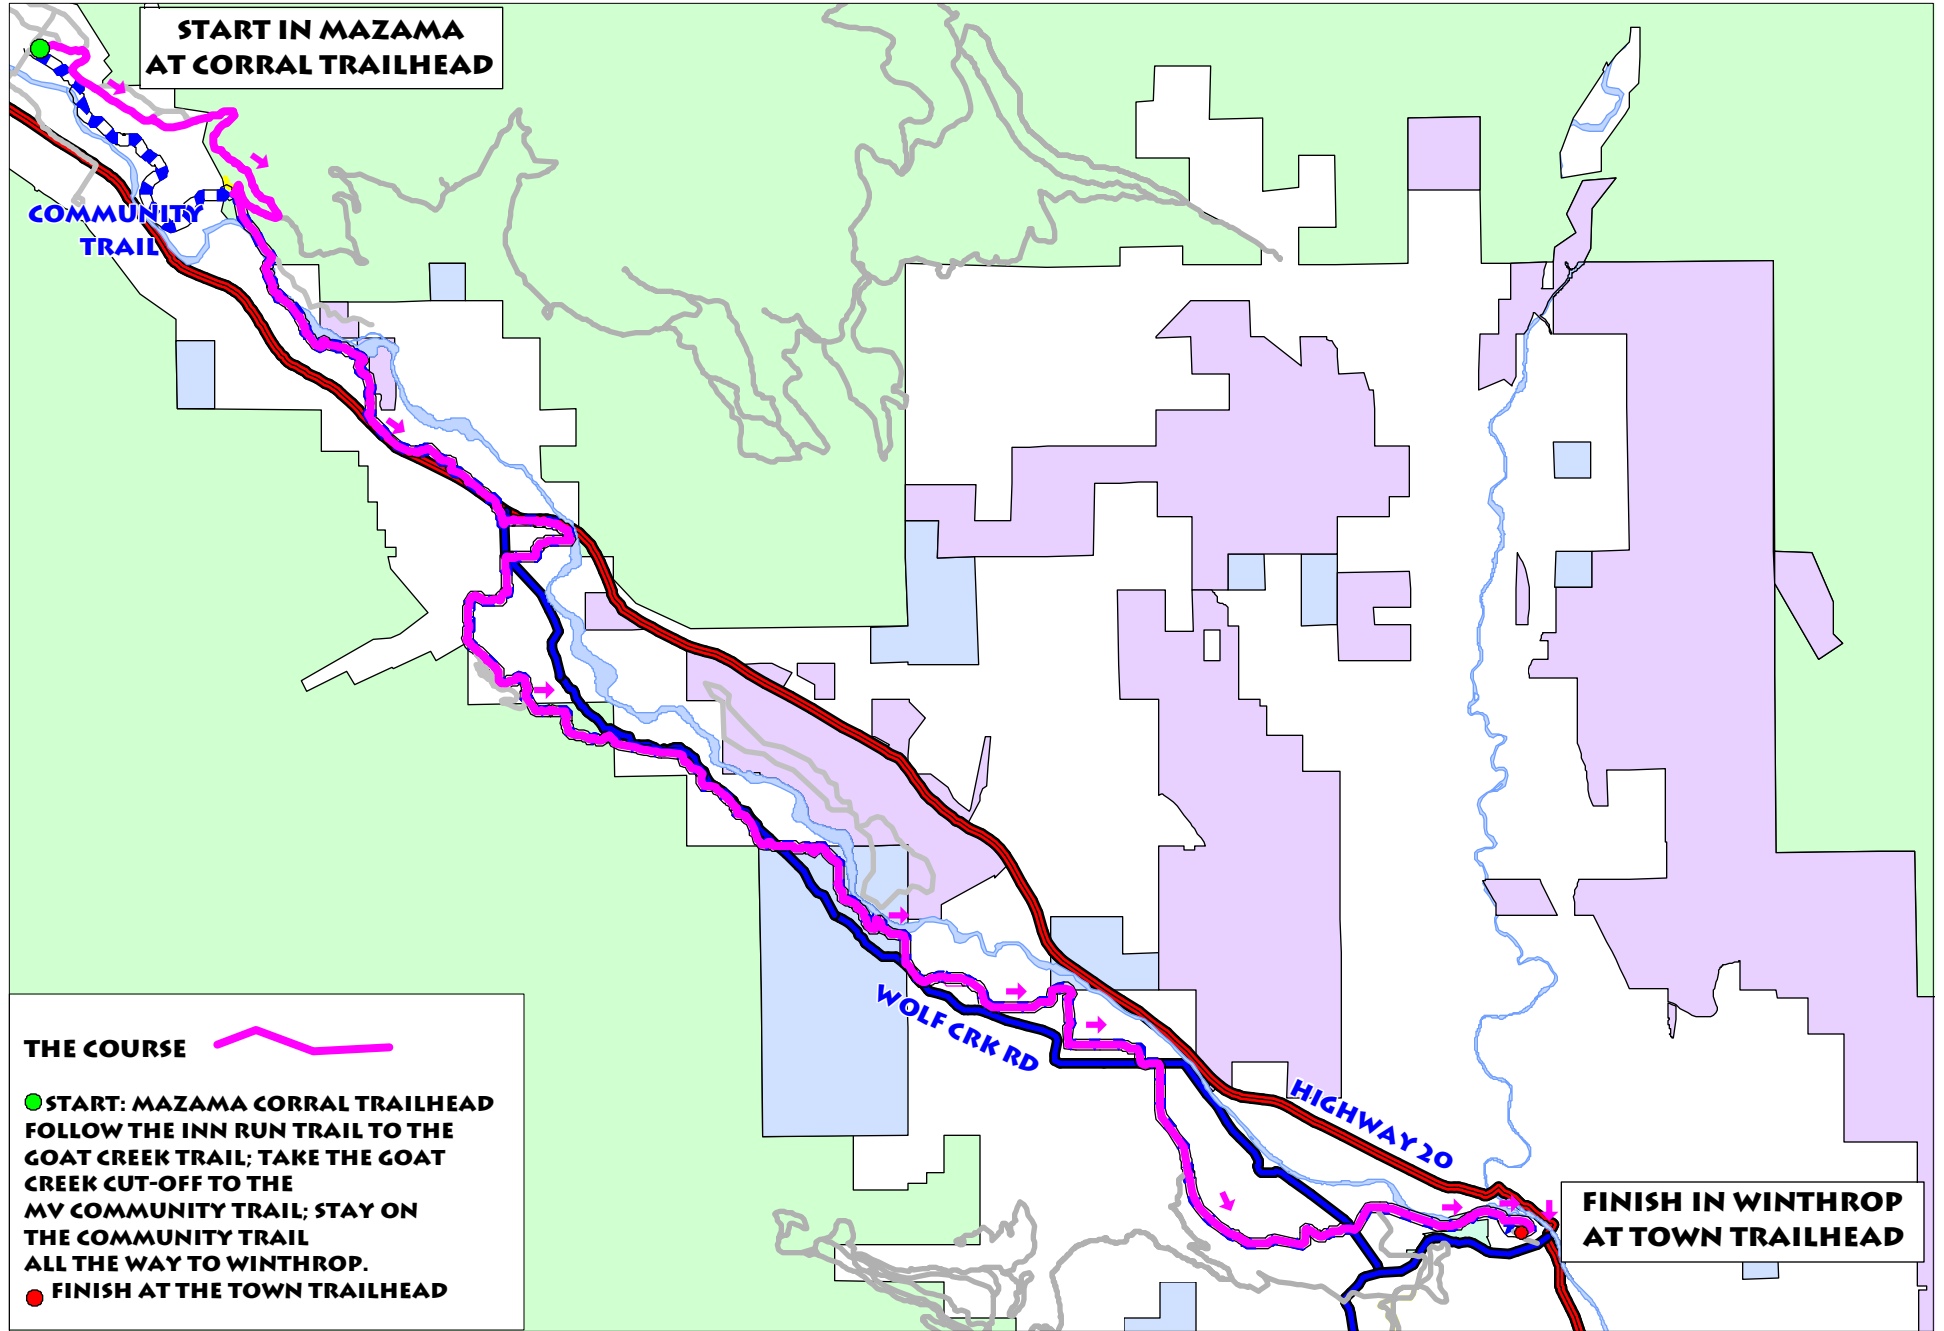 START IN MAZAMA
AT CORRAL TRAILHEAD
COMMUNITY
TRAIL
WOLF CRK RD
HIGHWAY 20
FINISH IN WINTHROP
AT TOWN TRAILHEAD
THE COURSE
START: MAZAMA CORRAL TRAILHEAD
FOLLOW THE INN RUN TRAIL TO THE
GOAT CREEK TRAIL; TAKE THE GOAT
CREEK CUT-OFF TO THE
MV COMMUNITY TRAIL; STAY ON
THE COMMUNITY TRAIL
ALL THE WAY TO WINTHROP.
FINISH AT THE TOWN TRAILHEAD